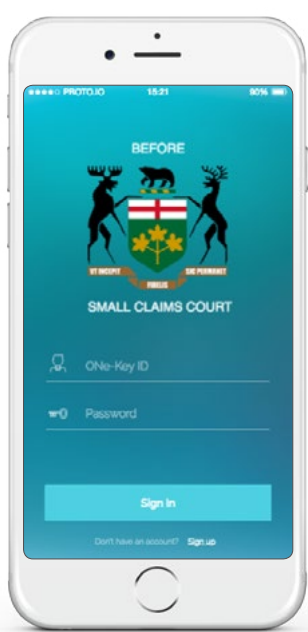 PROTO.IO 15:21 90%
BEFORE
UT INCEPIT SIC PERMANET
FIDELIS
SMALL CLAIMS COURT
ONe-Key ID
Password
Sign In
Don't have an account? Sign up